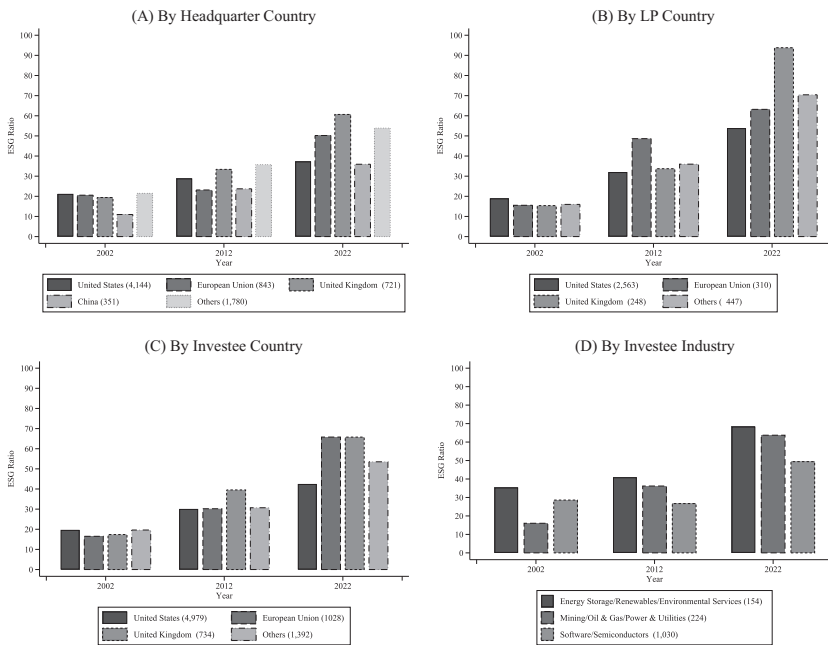 (A) By Headquarter Country
100
90
80
70
60
50
40
30
20
10
0
ESG Ratio
2002 2012 2022
Year
United States (4,144) European Union (843) United Kingdom (721)
China (351) Others (1,780)
(B) By LP Country
100
90
80
70
60
50
40
30
20
10
0
ESG Ratio
2002 2012 2022
Year
United States (2,563) European Union (310)
United Kingdom (248) Others ( 447)
(C) By Investee Country
100
90
80
70
60
50
40
30
20
10
0
ESG Ratio
2002 2012 2022
Year
United States (4,979) European Union (1028)
United Kingdom (734) Others (1,392)
(D) By Investee Industry
100
90
80
70
60
50
40
30
20
10
0
ESG Ratio
2002 2012 2022
Year
Energy Storage/Renewables/Environmental Services (154)
Mining/Oil & Gas/Power & Utilities (224)
Software/Semiconductors (1,030)